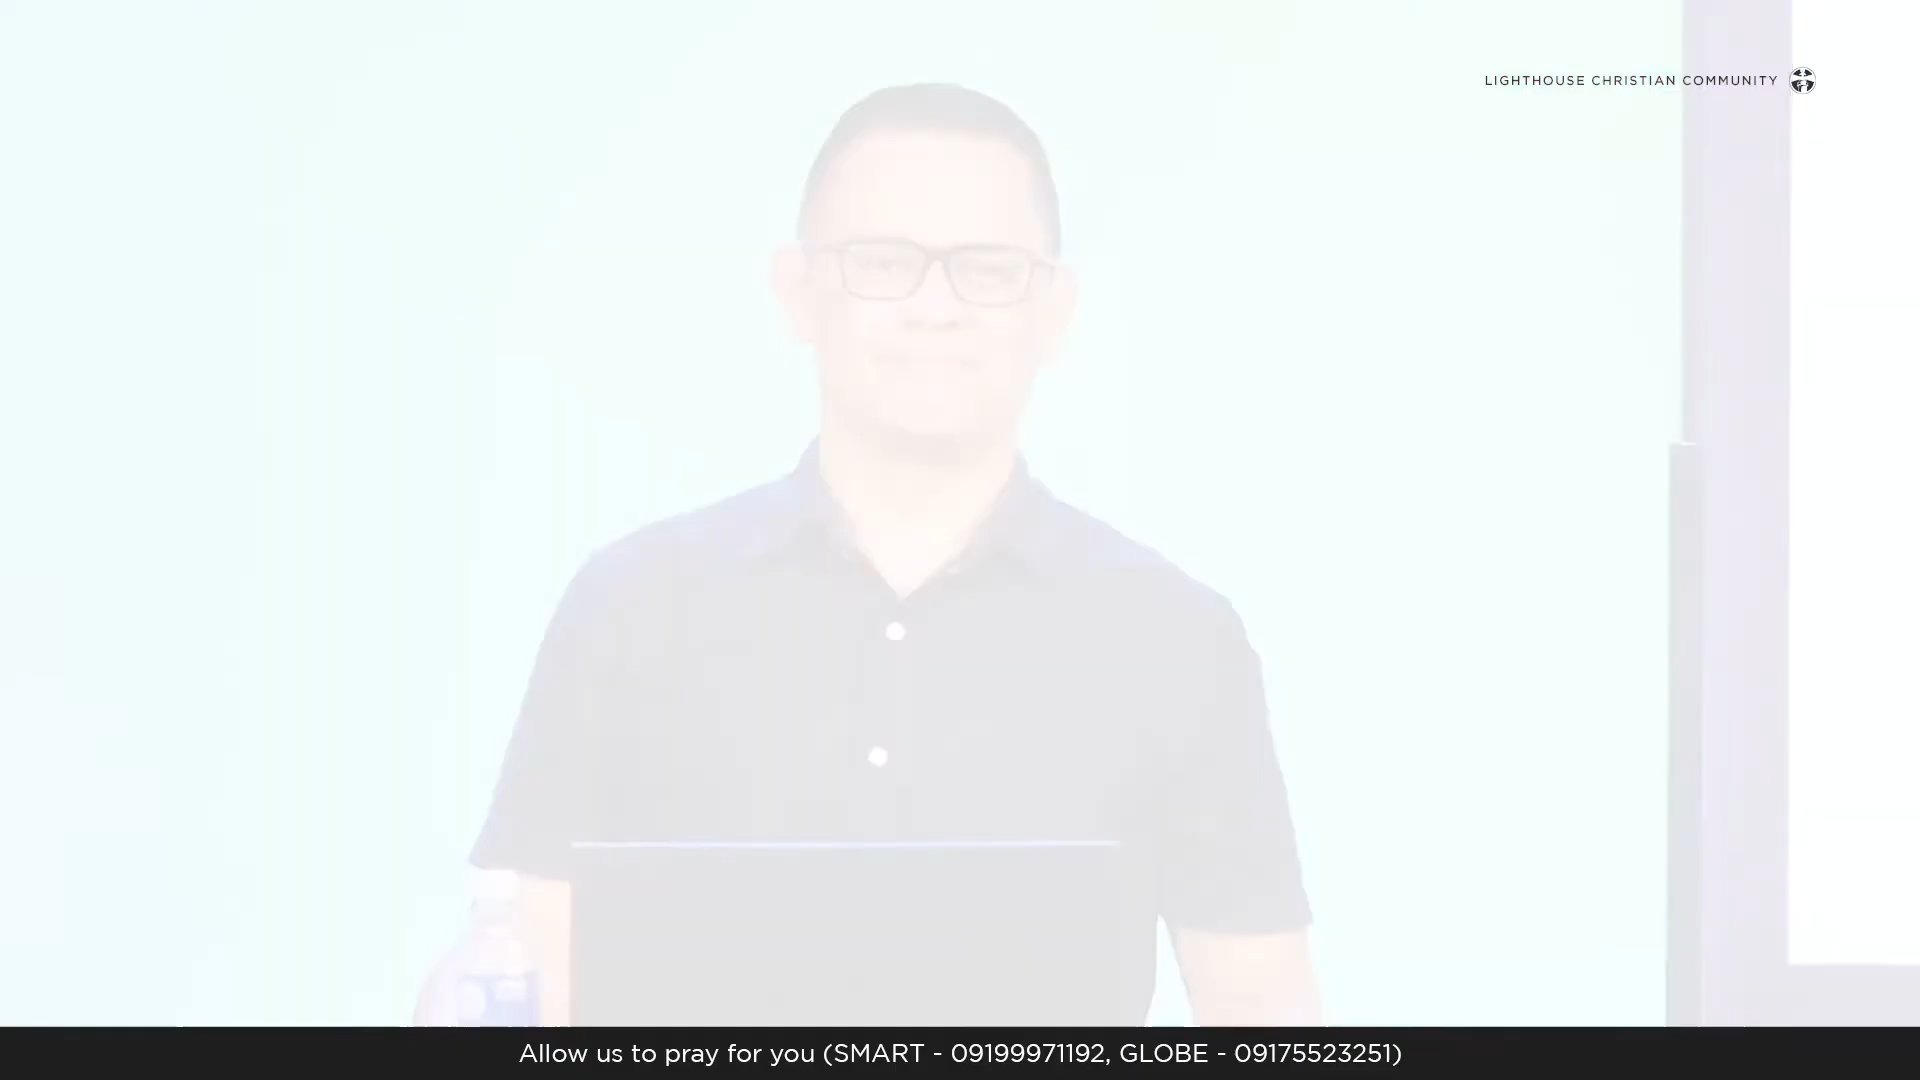 LIGHTHOUSE CHRISTIAN COMMUNITY
Allow us to pray for you (SMART - 09199971192, GLOBE - 09175523251)